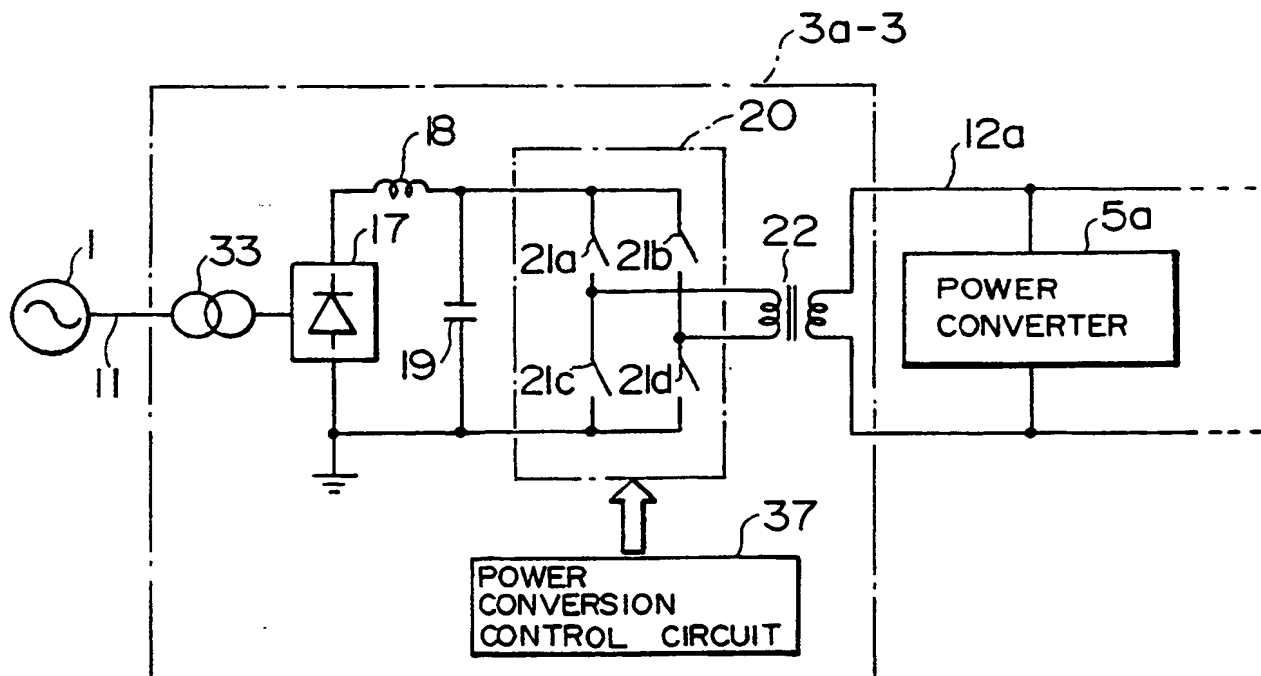 3a-3
20
18
12a
17
33
1
21a
21b
22
5a
POWER
CONVERTER
11
19
21c
21d
37
POWER
CONVERSION
CONTROL CIRCUIT